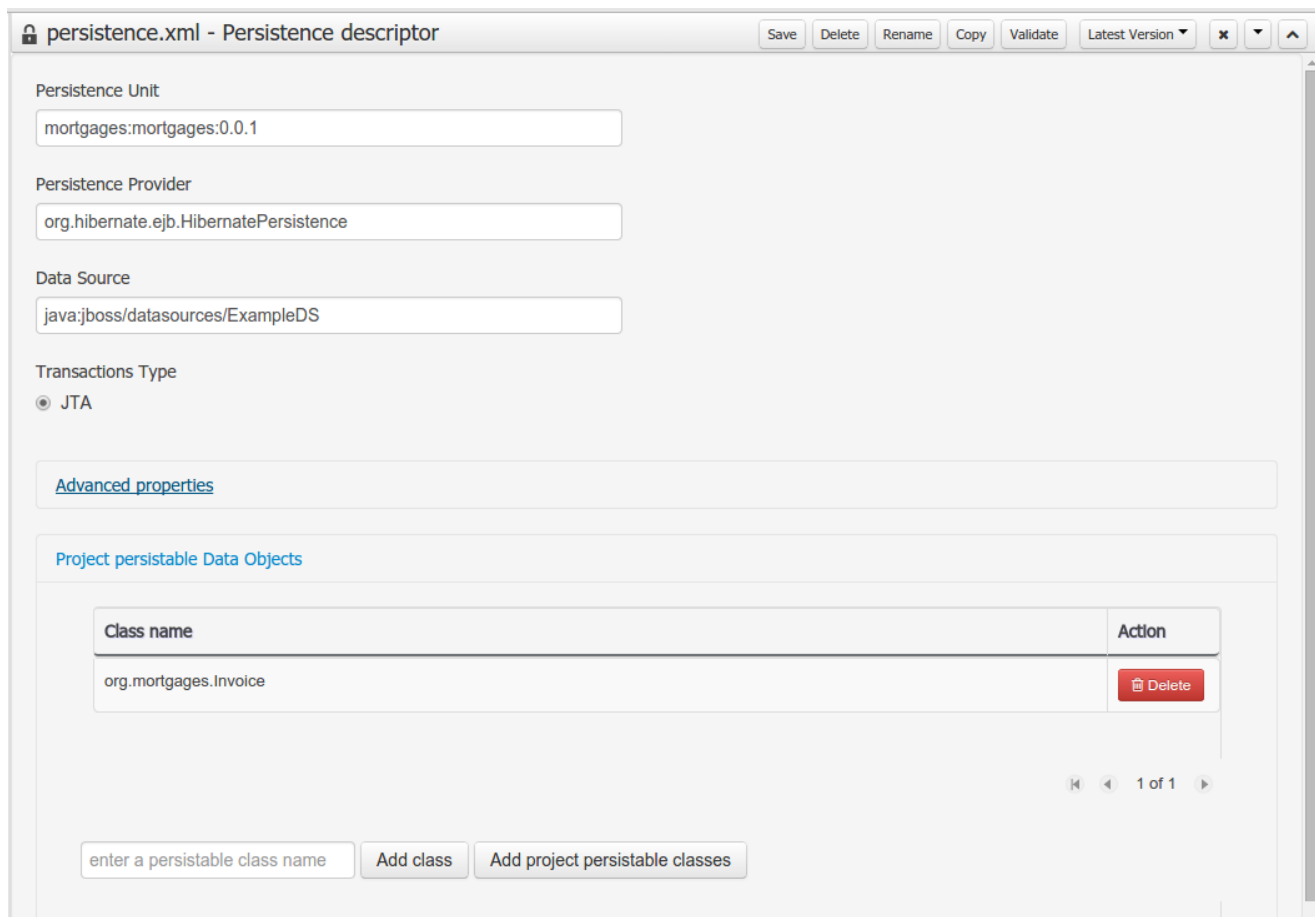 persistence.xml - Persistence descriptor Save Delete Rename Copy Validate Latest Version
Persistence Unit
mortgages:mortgages:0.0.1
Persistence Provider
org.hibernate.ejb.HibernatePersistence
Data Source
java:jboss/datasources/ExampleDS
Transactions Type
JTA
Advanced properties
Project persistable Data Objects
Class name Action
org.mortgages.Invoice Delete
1 of 1
enter a persistable class name Add class Add project persistable classes